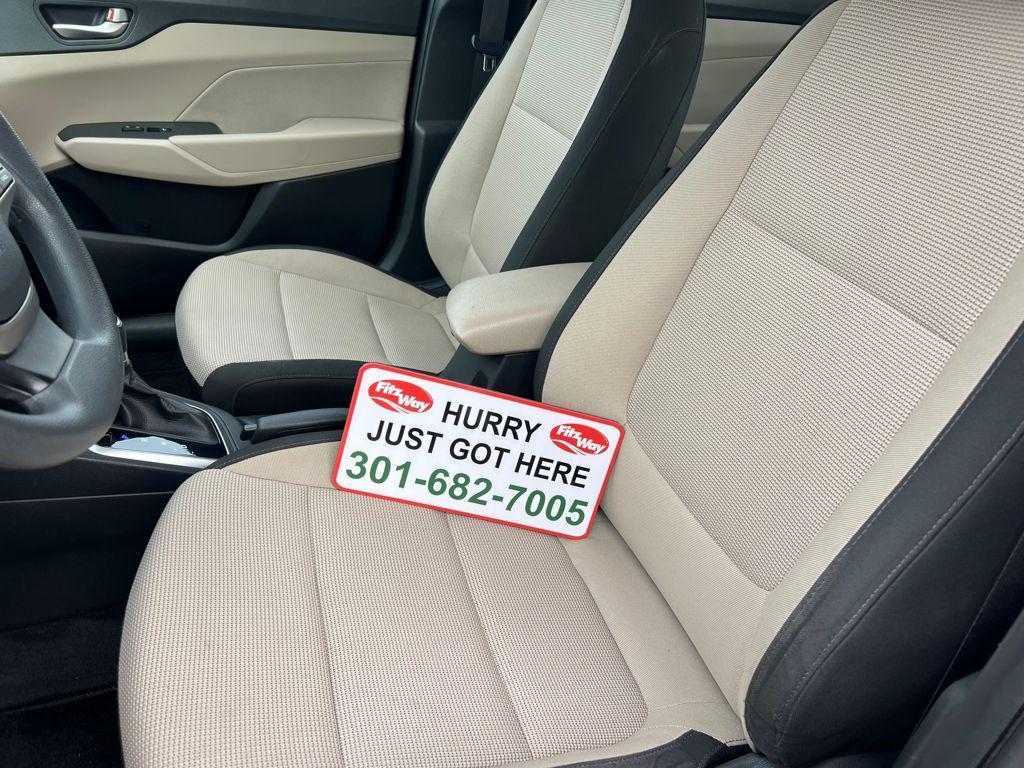 FitzWay
HURRY
FitzWay
JUST GOT HERE
301-682-7005